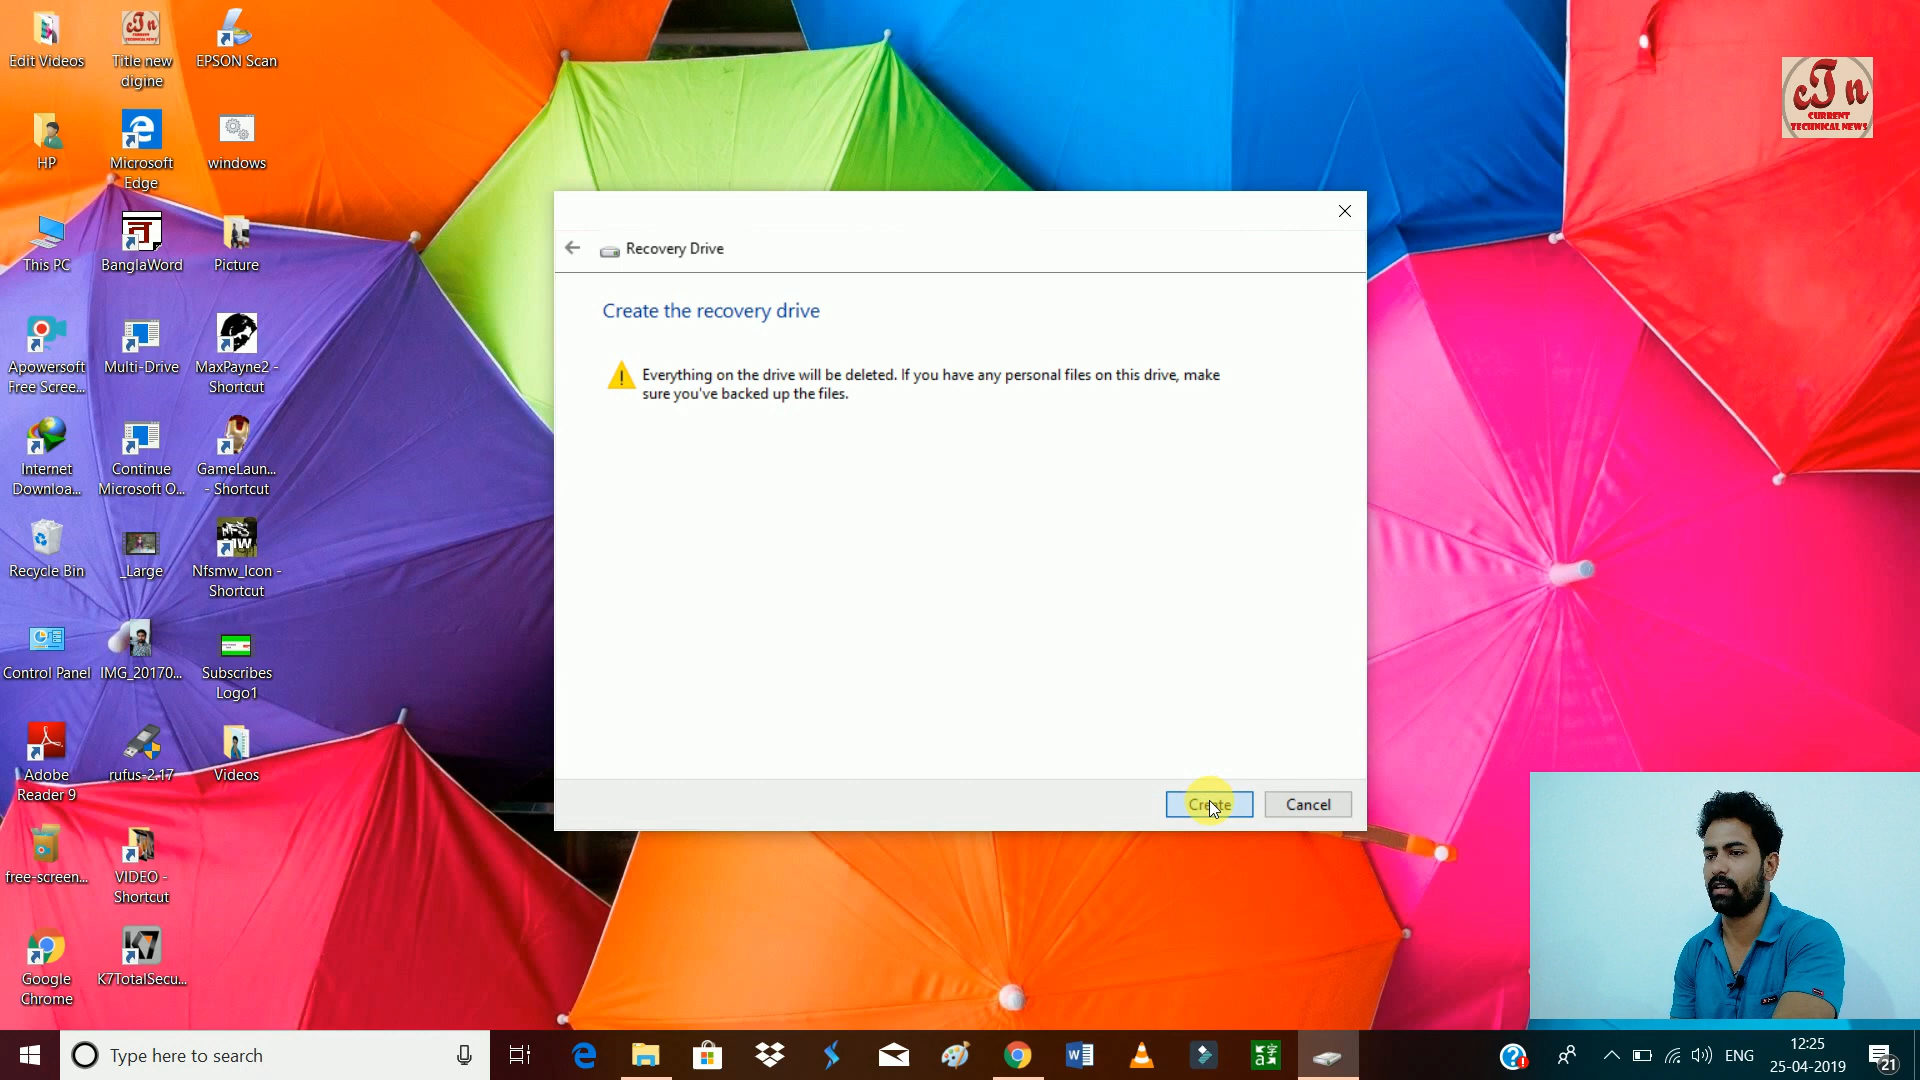 Edit Videos
Title new
digine
EPSON Scan
HP
Microsoft
Edge
windows
This PC
BanglaWord
Picture
Apowersoft
Free Scree...
Multi-Drive
MaxPayne2 -
Shortcut
Internet
Downloa...
Continue
Microsoft O...
GameLaun...
- Shortcut
Recycle Bin
_Large
Nfsmw_Icon -
Shortcut
Control Panel
IMG_20170...
Subscribes
Logo1
Adobe
Reader 9
rufus-2.17
Videos
free-screen...
VIDEO -
Shortcut
Google
Chrome
K7TotalSecu...
Recovery Drive
Create the recovery drive
Everything on the drive will be deleted. If you have any personal files on this drive, make
sure you've backed up the files.
Create
Cancel
cTn
CURRENT
TECHNICAL NEWS
Type here to search
ENG
12:25
25-04-2019
21